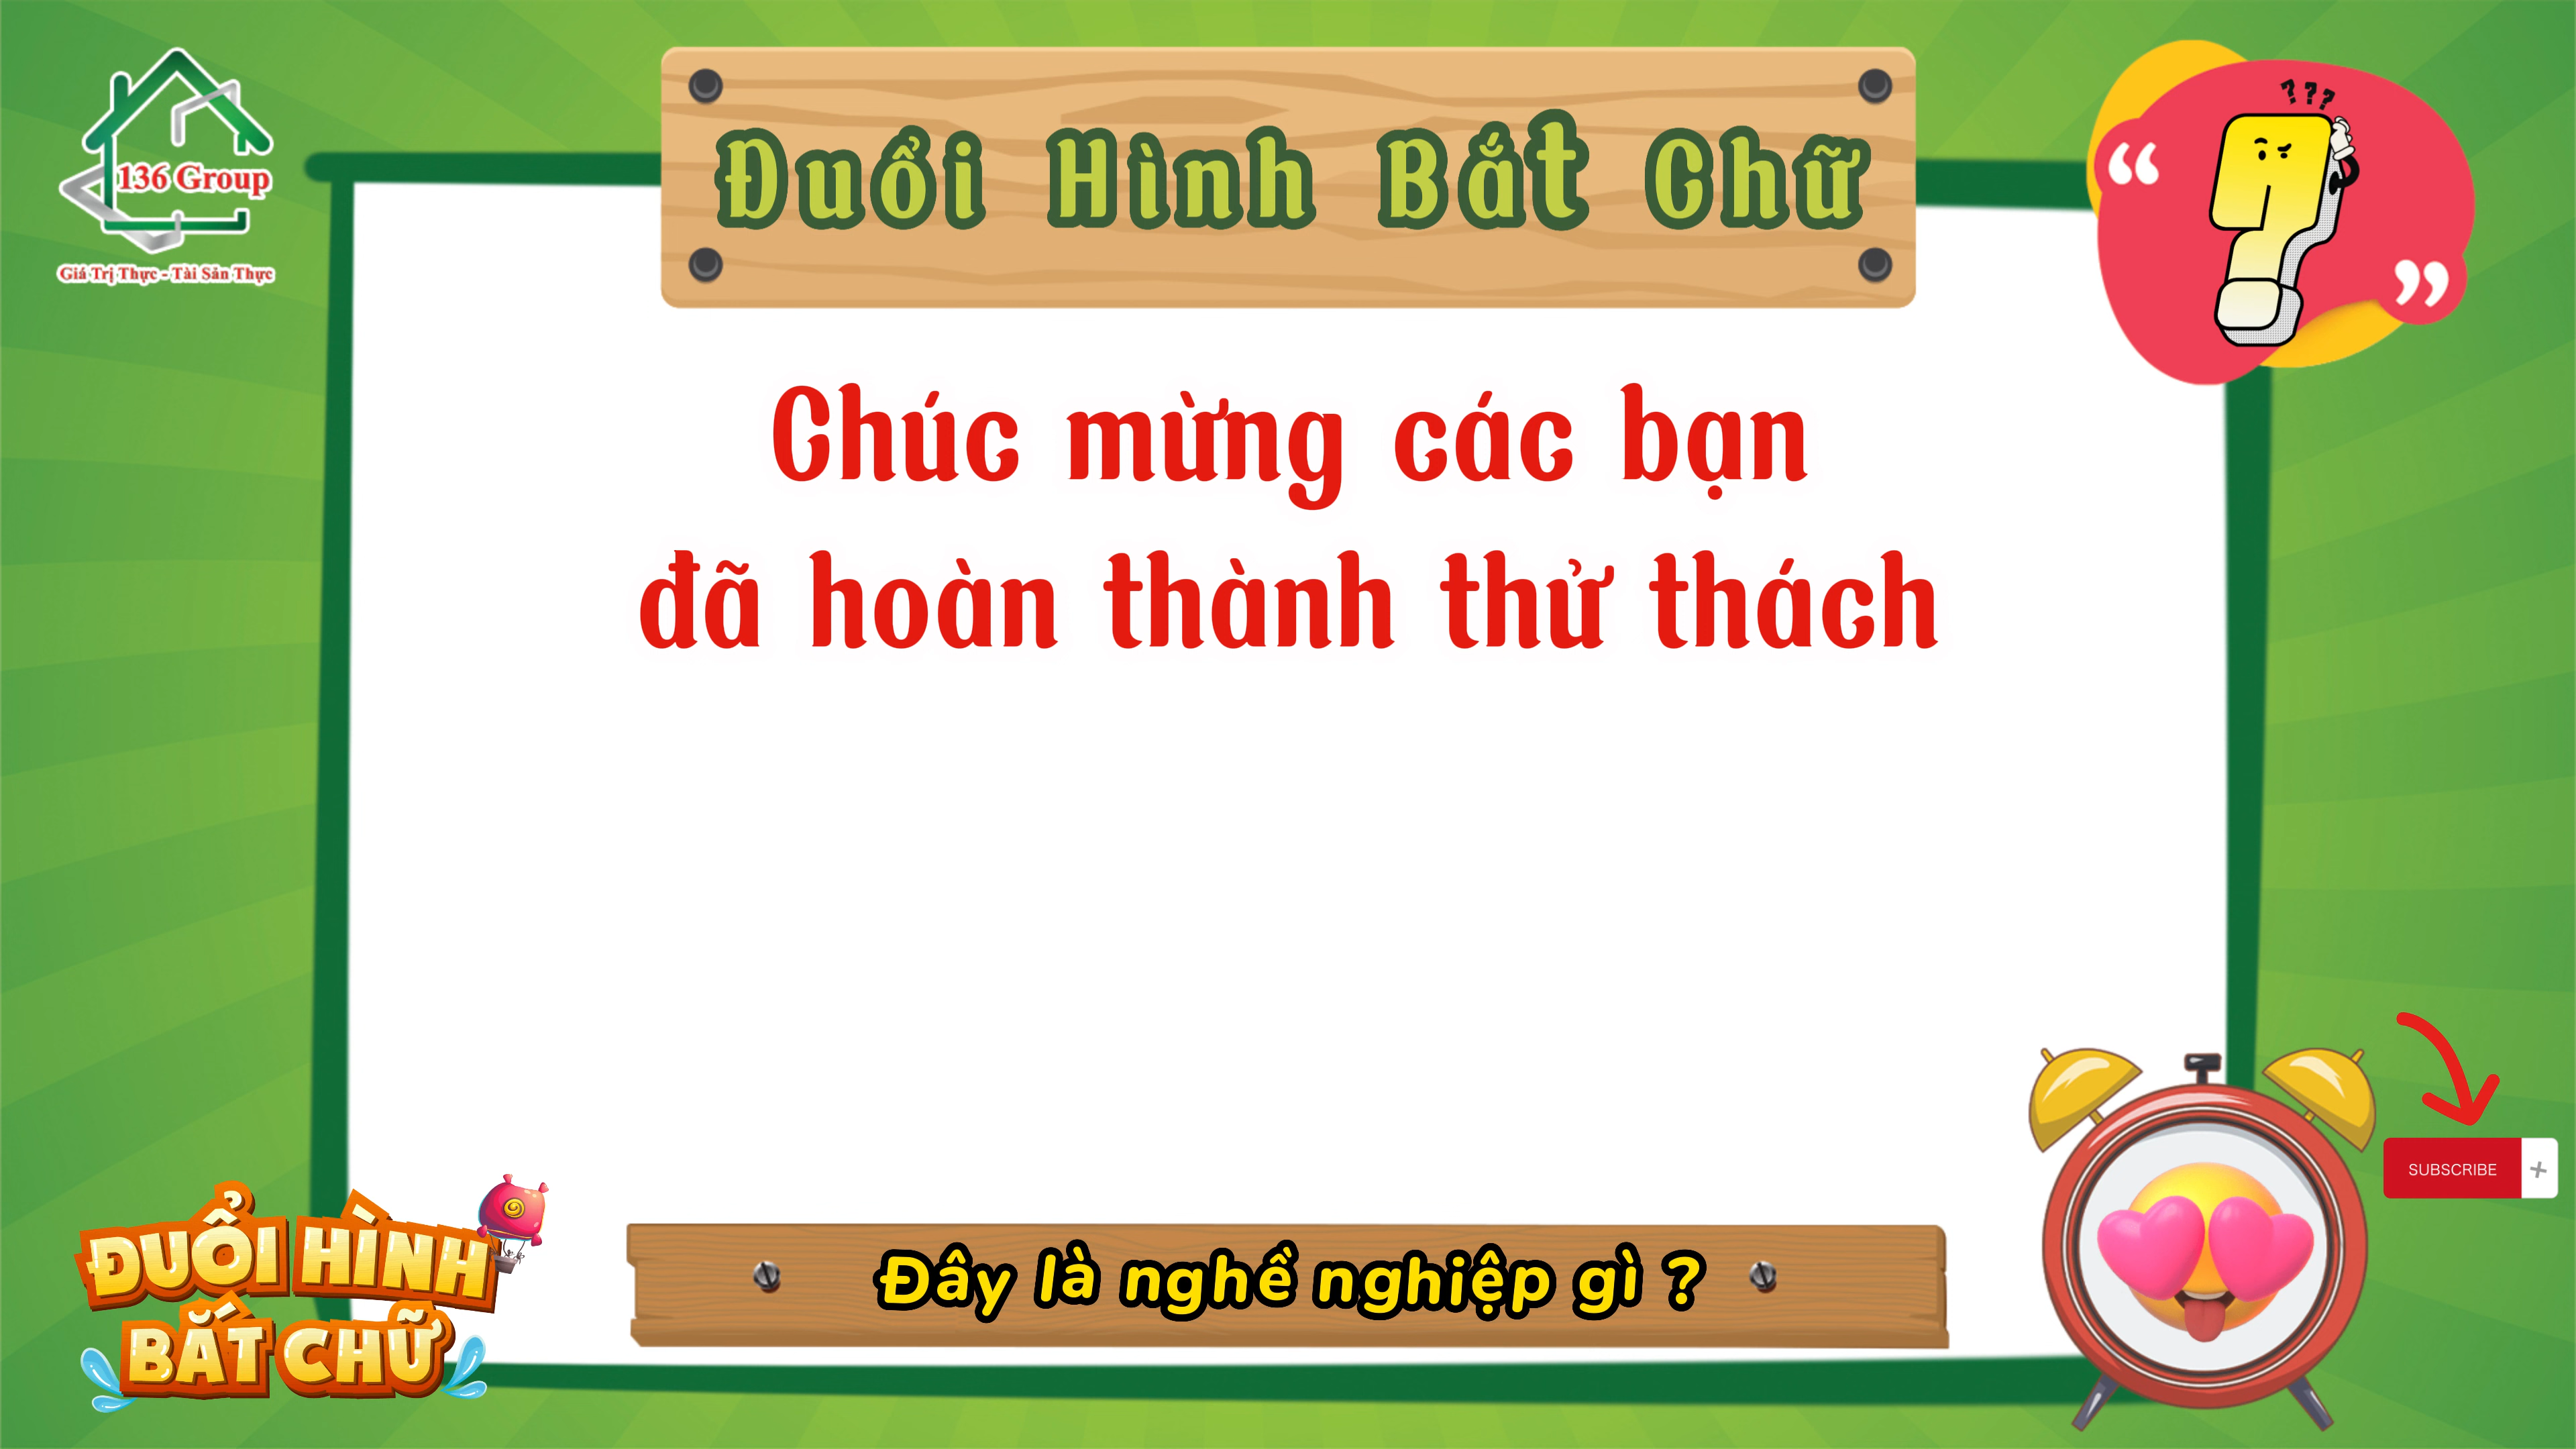 136 Group
Giá Trị Thực - Tài Sản Thực
Đuổi Hình Bắt Chữ
???
“
”
Chúc mừng các bạn
đã hoàn thành thử thách
SUBSCRIBE +
ĐUỔI HÌNH
BẮT CHỮ
Đây là nghề nghiệp gì ?